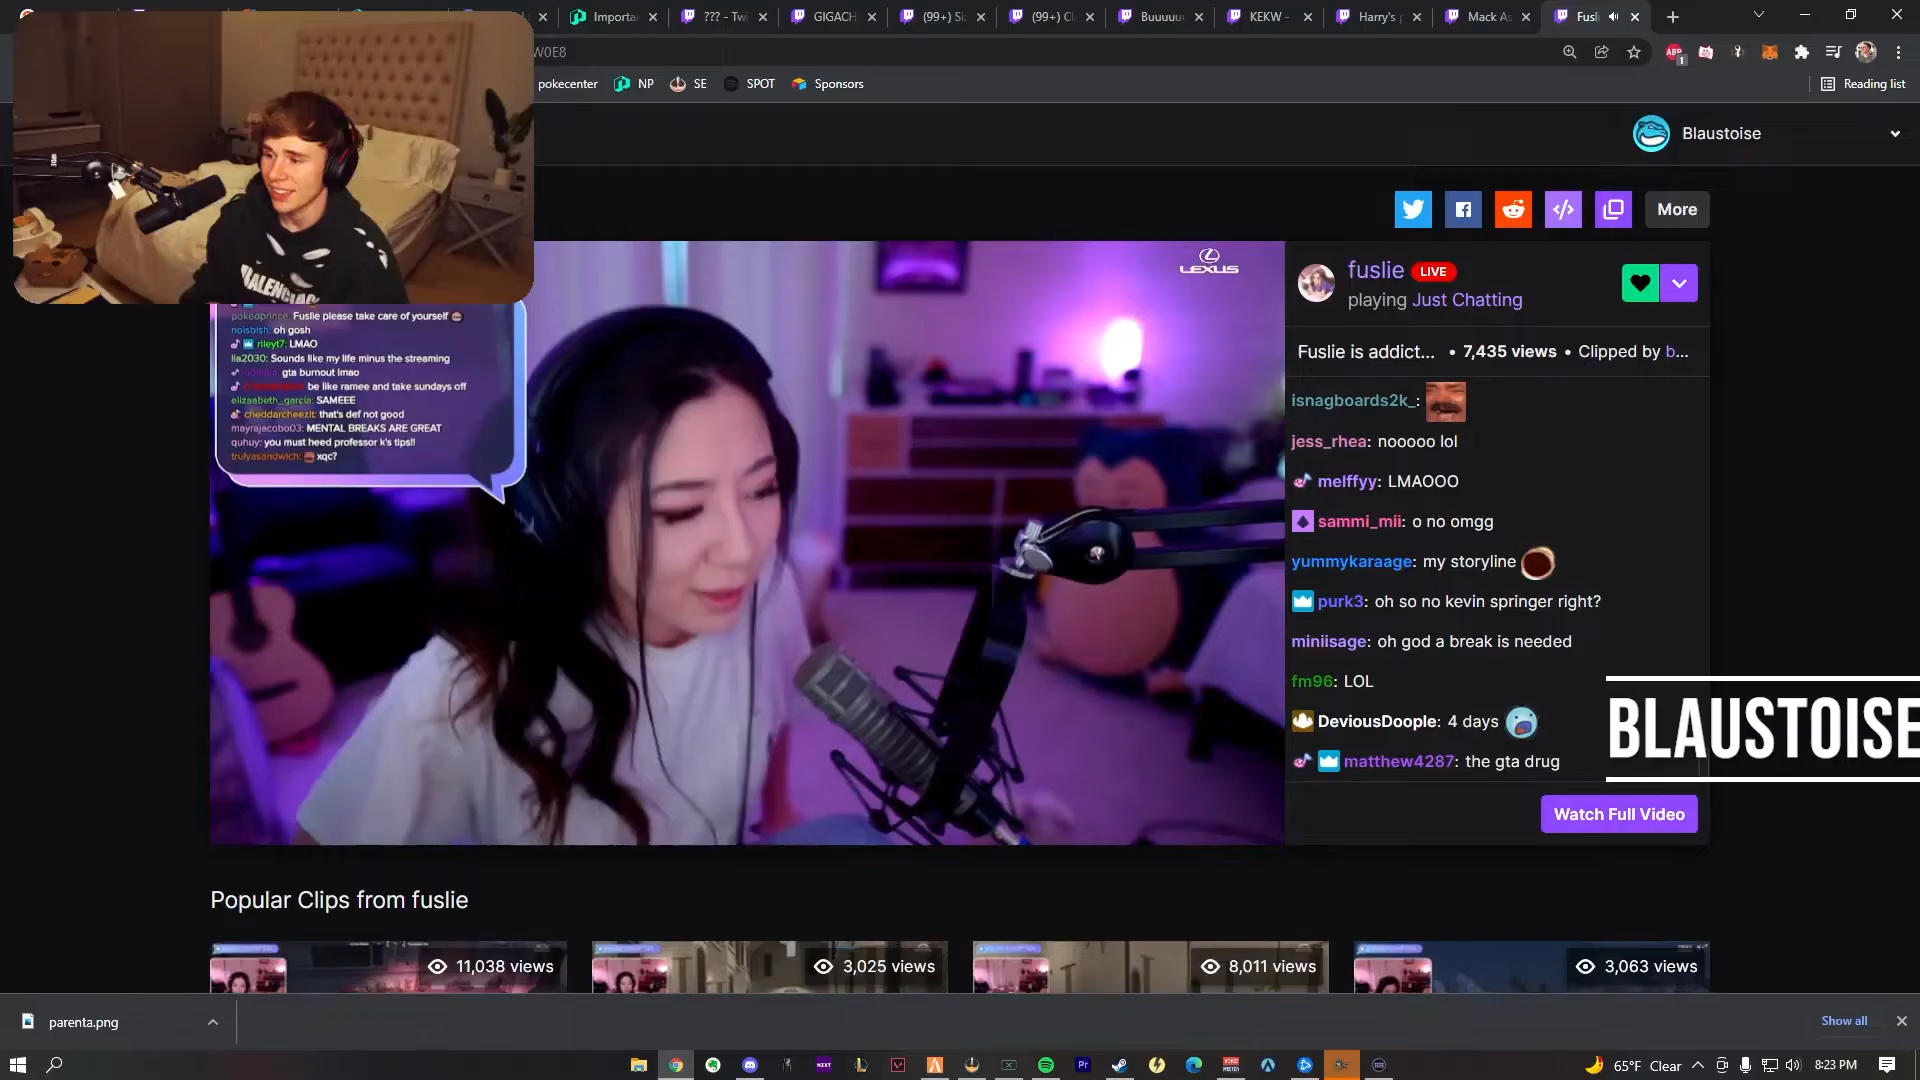 Importa
??? - Twi
GIGACH
(99+) Si
(99+) Cl
Buuuuu
KEKW -
Harry's p
Mack As
Fusli
W0E8
ABP
1
pokecenter
NP
SE
SPOT
Sponsors
Reading list
Blaustoise
More
BALENCIAGA
LEXUS
fuslie LIVE
playing Just Chatting
Fuslie is addict... • 7,435 views • Clipped by b...
pokeaprince: Fuslie please take care of yourself
noisbish: oh gosh
rileyt7: LMAO
lia2030: Sounds like my life minus the streaming
gta burnout lmao
be like ramee and take sundays off
elizaabeth_garcia: SAMEEE
cheddarcheezit: that's def not good
mayrajacobo03: MENTAL BREAKS ARE GREAT
quhuy: you must heed professor k's tips!!
trulyasandwich: xqc?
isnagboards2k_:
jess_rhea: nooooo lol
melffyy: LMAOOO
sammi_mii: o no omgg
yummykaraage: my storyline
purk3: oh so no kevin springer right?
miniisage: oh god a break is needed
fm96: LOL
DeviousDoople: 4 days
matthew4287: the gta drug
BLAUSTOISE
Watch Full Video
Popular Clips from fuslie
11,038 views
3,025 views
8,011 views
3,063 views
parenta.png
Show all
Pr
65°F Clear
8:23 PM